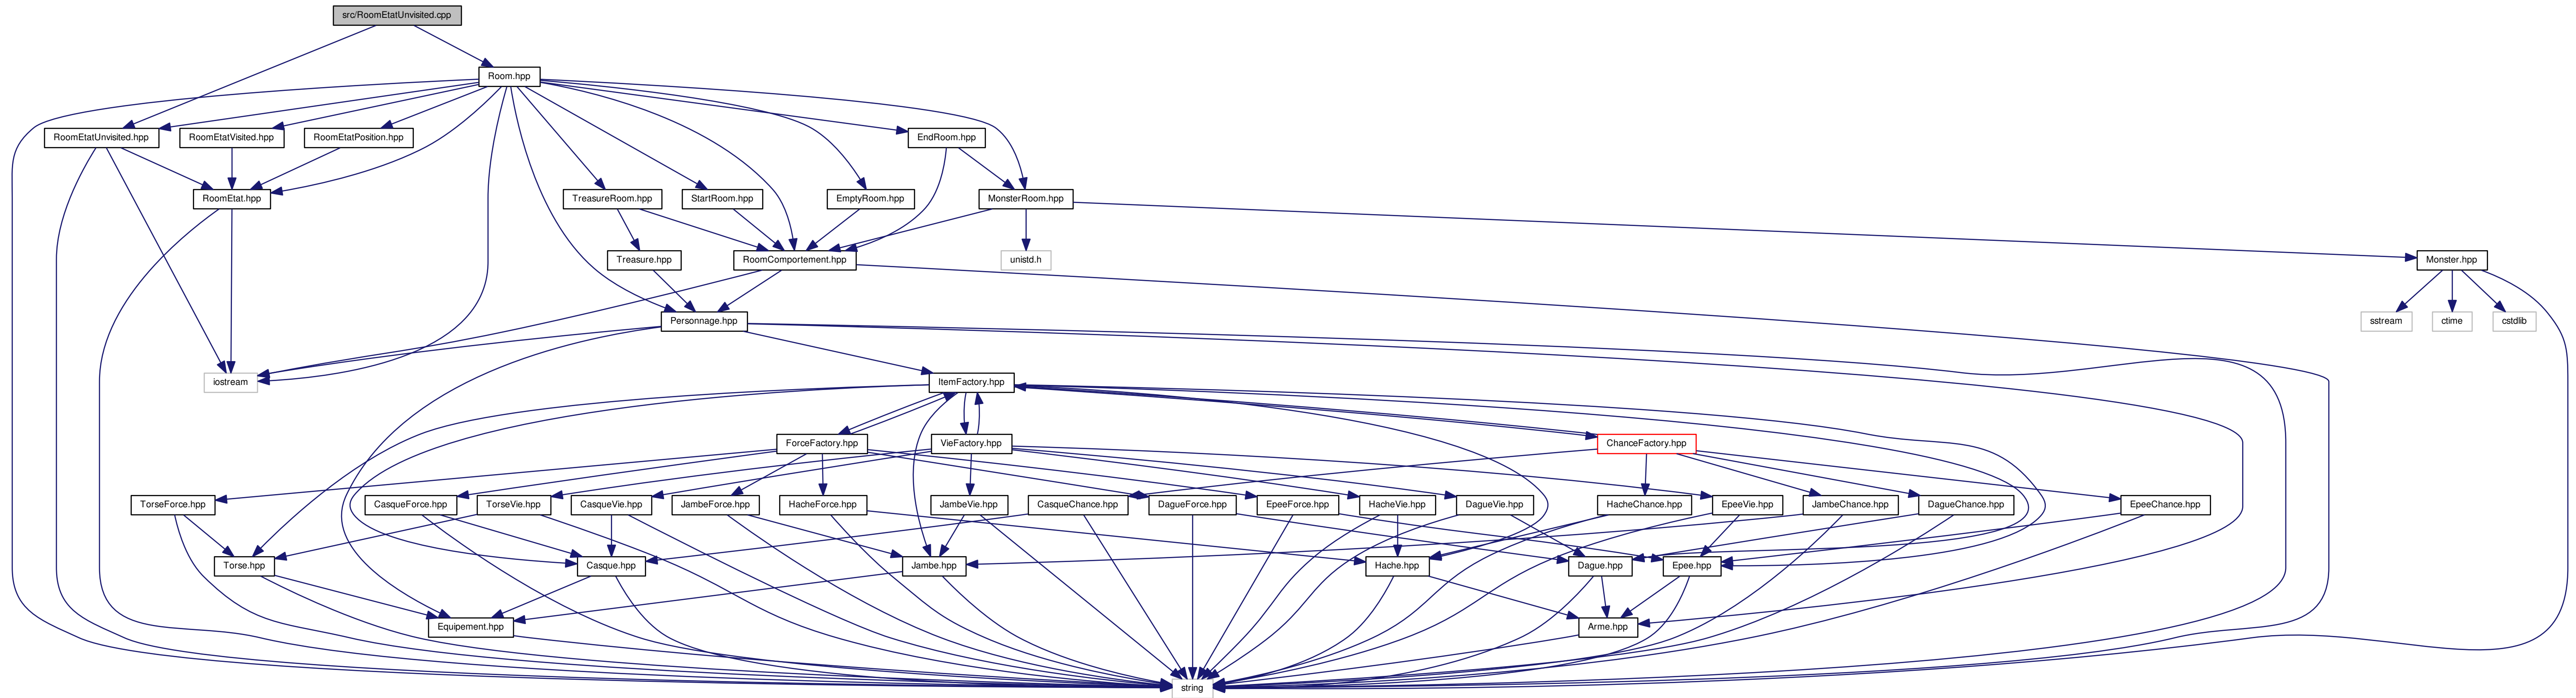 src/RoomEtatUnvisited.cpp
Room.hpp
RoomEtatUnvisited.hpp
RoomEtatVisited.hpp
RoomEtatPosition.hpp
EndRoom.hpp
RoomEtat.hpp
TreasureRoom.hpp
StartRoom.hpp
EmptyRoom.hpp
MonsterRoom.hpp
Treasure.hpp
RoomComportement.hpp
unistd.h
Monster.hpp
Personnage.hpp
sstream
ctime
cstdlib
iostream
ItemFactory.hpp
ForceFactory.hpp
VieFactory.hpp
ChanceFactory.hpp
TorseForce.hpp
CasqueForce.hpp
TorseVie.hpp
CasqueVie.hpp
JambeForce.hpp
HacheForce.hpp
JambeVie.hpp
CasqueChance.hpp
DagueForce.hpp
EpeeForce.hpp
HacheVie.hpp
DagueVie.hpp
HacheChance.hpp
EpeeVie.hpp
JambeChance.hpp
DagueChance.hpp
EpeeChance.hpp
Torse.hpp
Casque.hpp
Jambe.hpp
Hache.hpp
Dague.hpp
Epee.hpp
Equipement.hpp
Arme.hpp
string